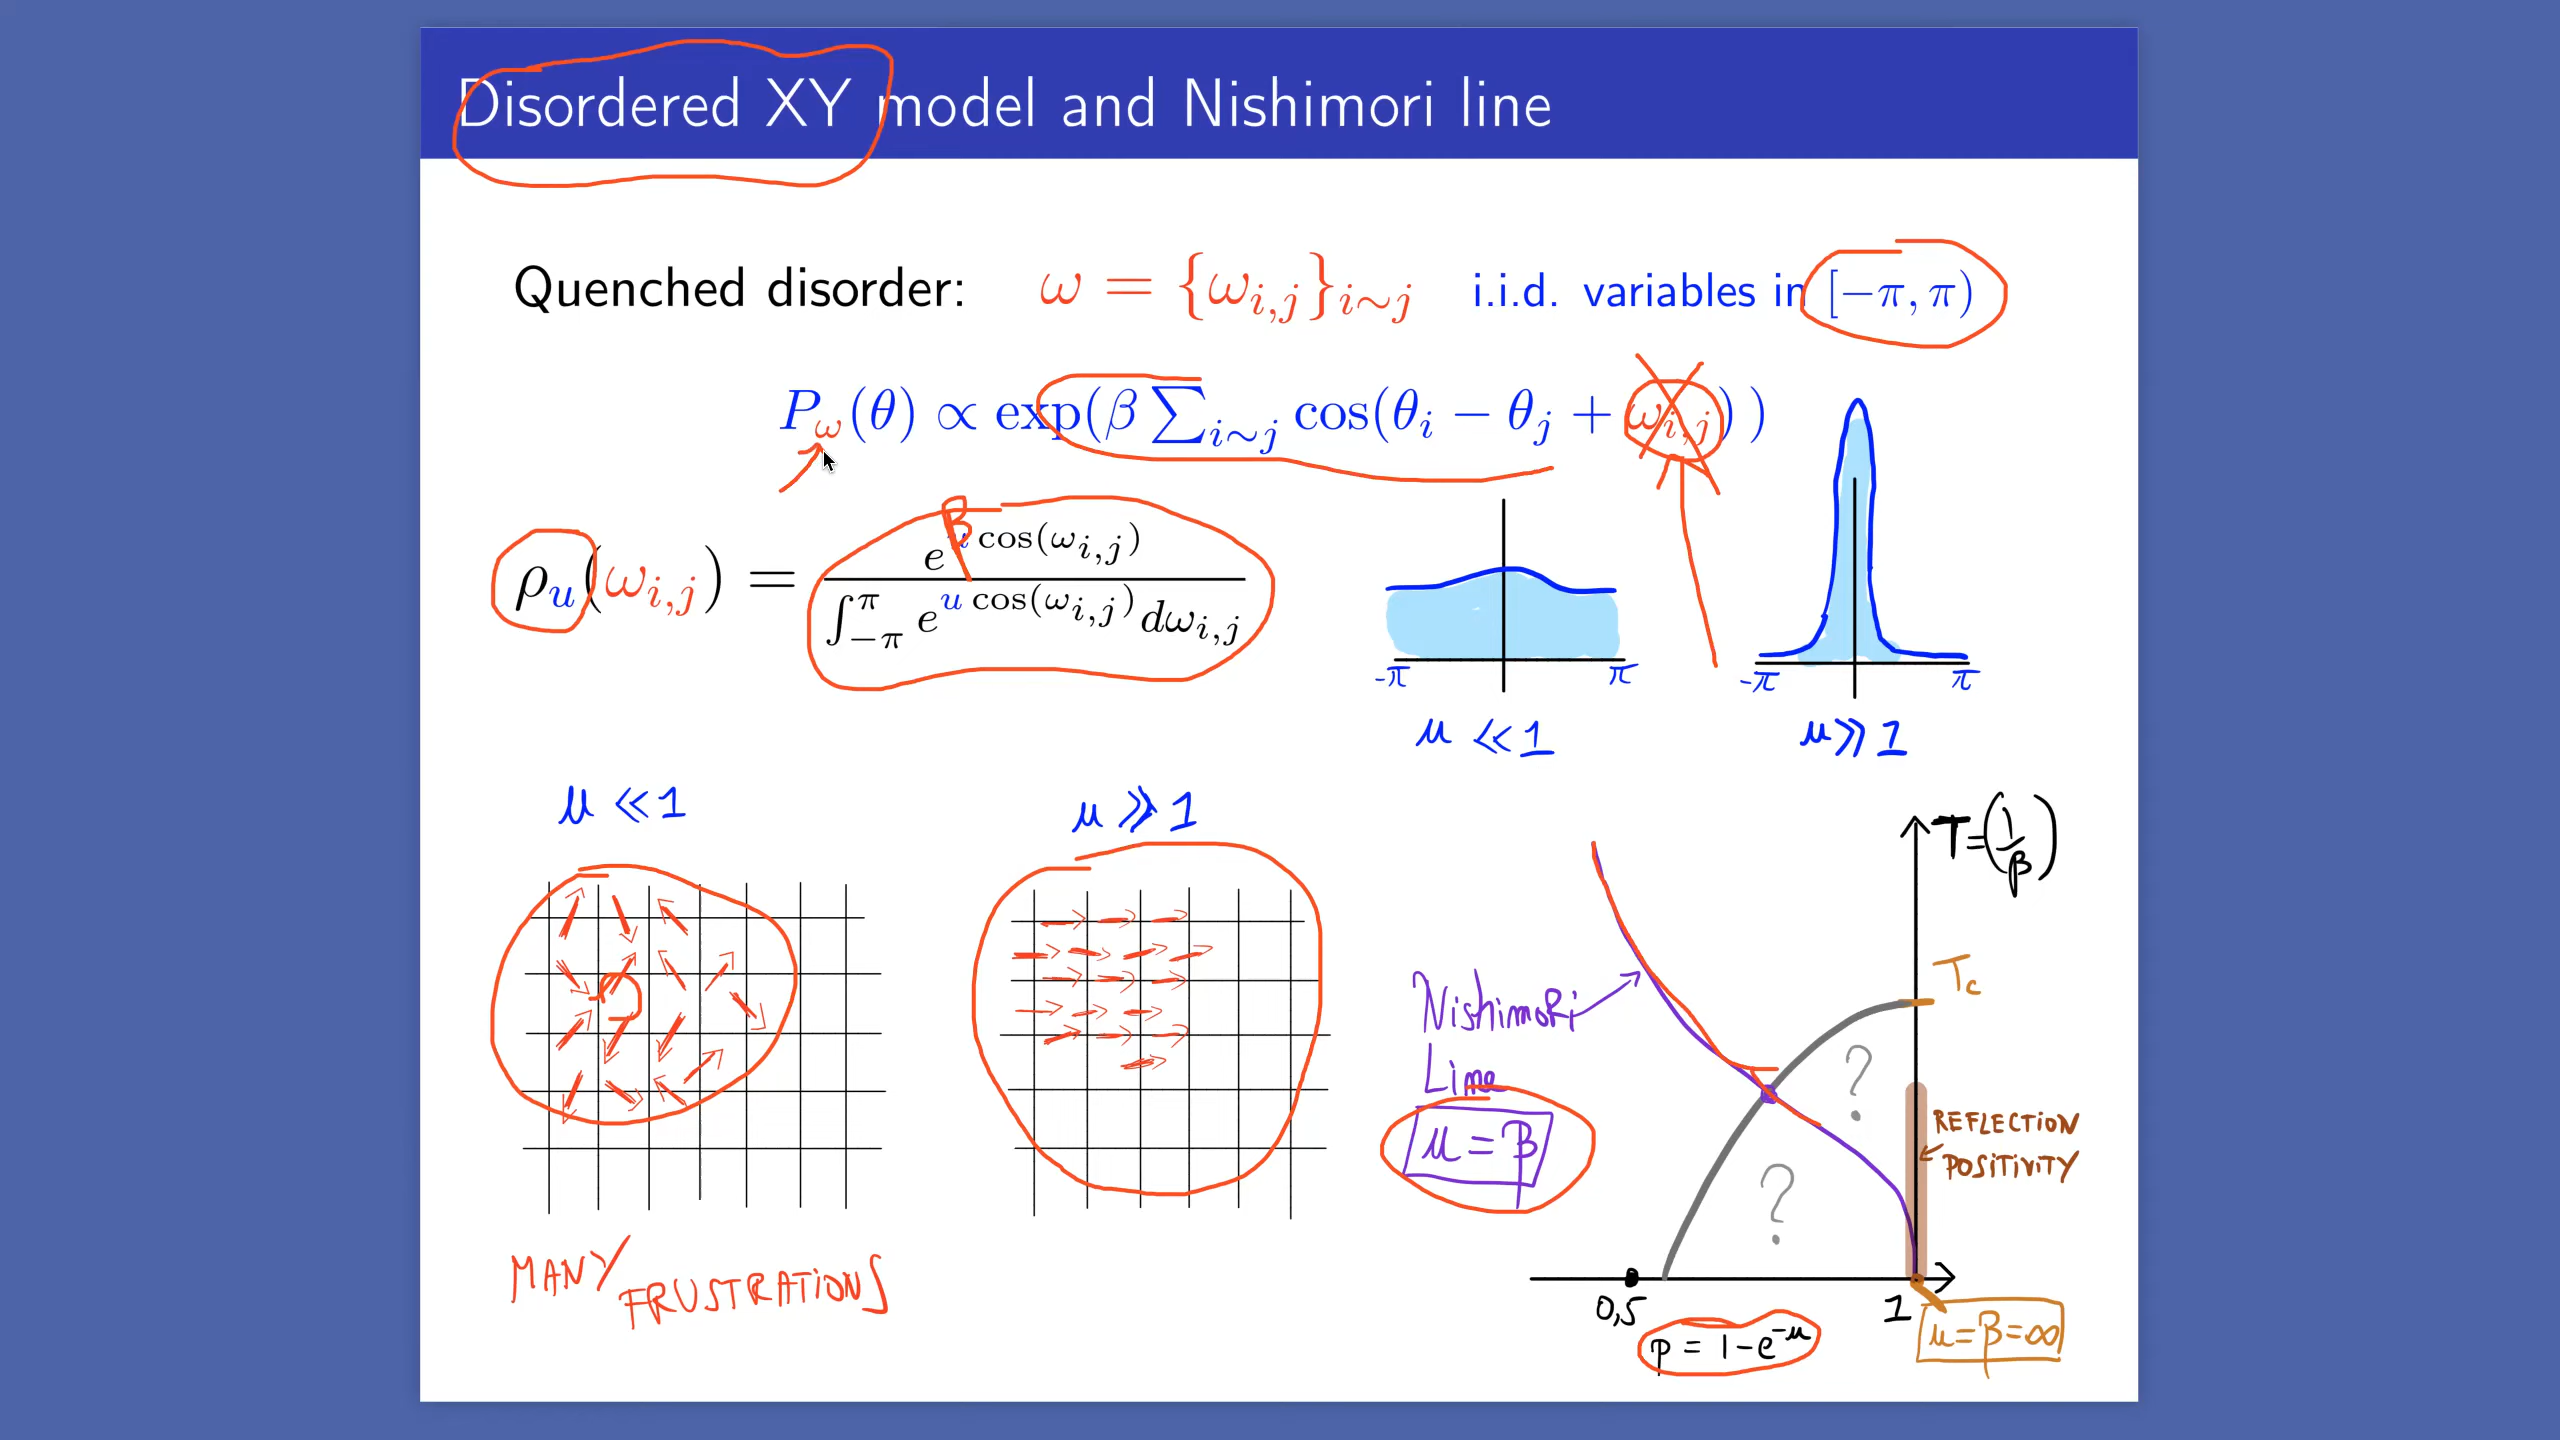 Disordered XY model and Nishimori line
Quenched disorder: ω = {ω_{i,j}}_{i∼j} i.i.d. variables in [−π, π)
P_ω(θ) ∝ exp(β ∑_{i∼j} cos(θ_i − θ_j + ω_{i,j}) )
β
ρ_u(ω_{i,j}) = e^{u cos(ω_{i,j})} / ∫_{−π}^{π} e^{u cos(ω_{i,j})} dω_{i,j}
-π π -π π
u ≪ 1 u ≫ 1
u ≪ 1 u ≫ 1
T=(1/β)
Tc
Nishimori
Line
u = β
?
?
REFLECTION
POSITIVITY
MANY FRUSTRATIONS
0,5 1
p = 1-e^{-u}
u=β=∞